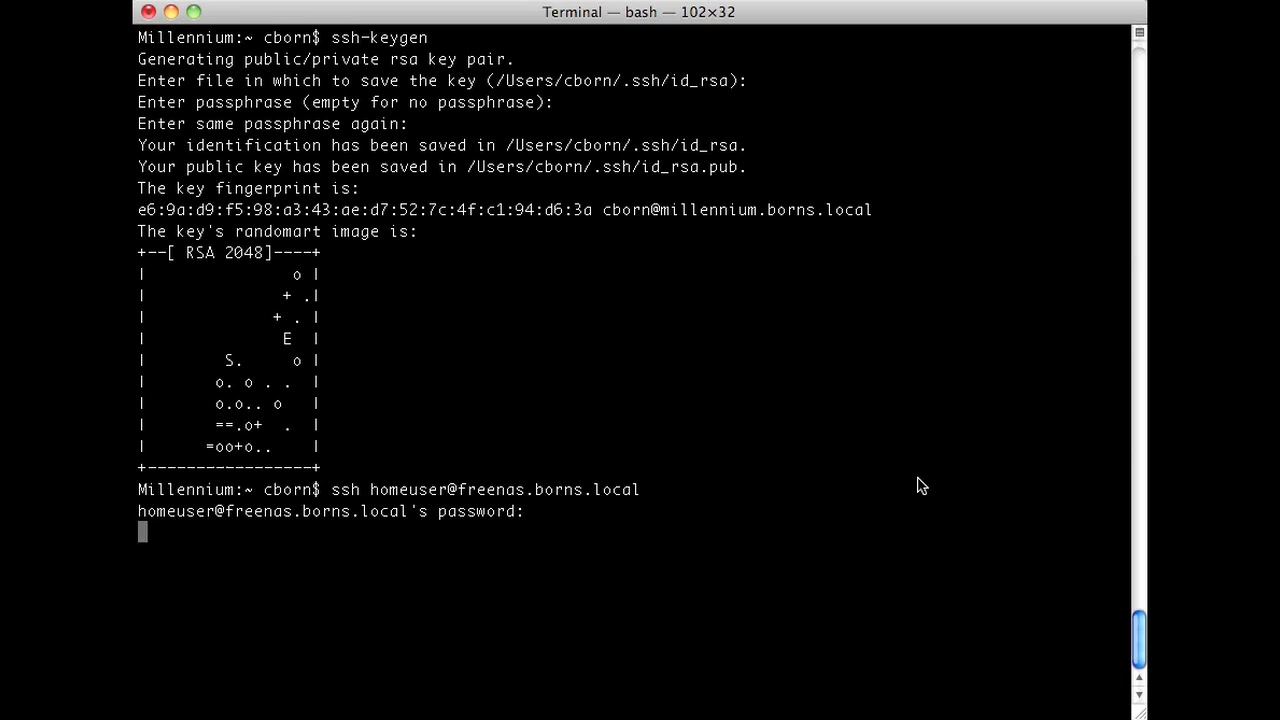 Terminal — bash — 102×32
Millennium:~ cborn$ ssh-keygen
Generating public/private rsa key pair.
Enter file in which to save the key (/Users/cborn/.ssh/id_rsa):
Enter passphrase (empty for no passphrase):
Enter same passphrase again:
Your identification has been saved in /Users/cborn/.ssh/id_rsa.
Your public key has been saved in /Users/cborn/.ssh/id_rsa.pub.
The key fingerprint is:
e6:9a:d9:f5:98:a3:43:ae:d7:52:7c:4f:c1:94:d6:3a cborn@millennium.borns.local
The key's randomart image is:
+--[ RSA 2048]----+
|                o |
|               + .|
|              + . |
|               E  |
|         S.     o |
|        o. o . .  |
|        o.o.. o   |
|        ==.o+  .  |
|       =oo+o..    |
+-----------------+
Millennium:~ cborn$ ssh homeuser@freenas.borns.local
homeuser@freenas.borns.local's password: